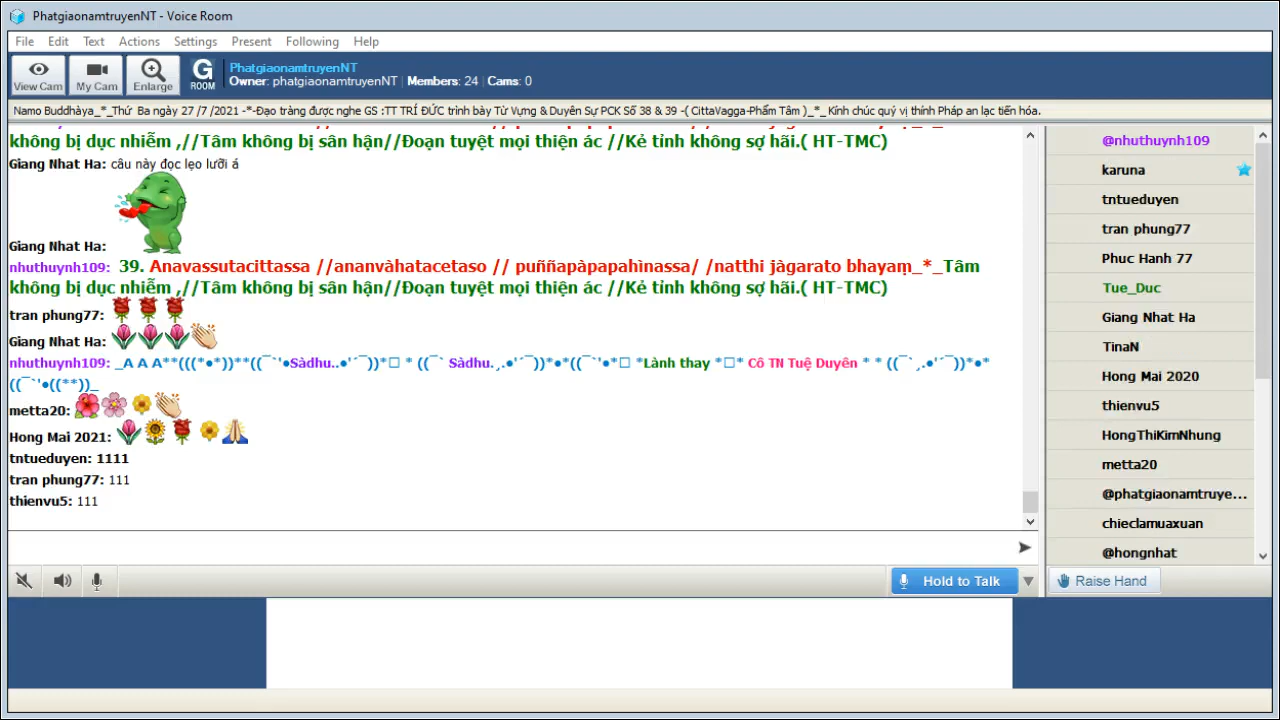 PhatgiaonamtruyenNT - Voice Room
File Edit Text Actions Settings Present Following Help
View Cam
My Cam
Enlarge
G
ROOM
PhatgiaonamtruyenNT
Owner: phatgiaonamtruyenNT | Members: 24 | Cams: 0
Namo Buddhàya_*_Thứ Ba ngày 27 /7 /2021 -*-Đạo tràng được nghe GS :TT TRÍ ĐỨC trình bày Từ Vựng & Duyên Sự PCK Số 38 & 39 -( CittaVagga-Phẩm Tâm )_*_ Kính chúc quý vị thính Pháp an lạc tiến hóa.
không bị dục nhiễm ,//Tâm không bị sân hận//Đoạn tuyệt mọi thiện ác //Kẻ tỉnh không sợ hãi.( HT-TMC)
Giang Nhat Ha: câu này đọc lẹo lưỡi á
Giang Nhat Ha:
nhuthuynh109: 39. Anavassutacittassa //ananvàhatacetaso // puññapàpapahìnassa/ /natthi jàgarato bhayaṃ_*_Tâm
không bị dục nhiễm ,//Tâm không bị sân hận//Đoạn tuyệt mọi thiện ác //Kẻ tỉnh không sợ hãi.( HT-TMC)
tran phung77:
Giang Nhat Ha:
nhuthuynh109: _A A A**(((*•*))**((¯`'•Sàdhu..•'´¯))*□ * ((¯` Sàdhu.¸.•'´¯))*•*((¯`'•*□ *Lành thay *□* Cô TN Tuệ Duyên * * ((¯` ¸.•'´¯))*•*
((¯`'•((**))_
metta20:
Hong Mai 2021:
tntueduyen: 1111
tran phung77: 111
thienvu5: 111
@nhuthuynh109
karuna
tntueduyen
tran phung77
Phuc Hanh 77
Tue_Duc
Giang Nhat Ha
TinaN
Hong Mai 2020
thienvu5
HongThiKimNhung
metta20
@phatgiaonamtruye...
chieclamuaxuan
@hongnhat
Hold to Talk
Raise Hand